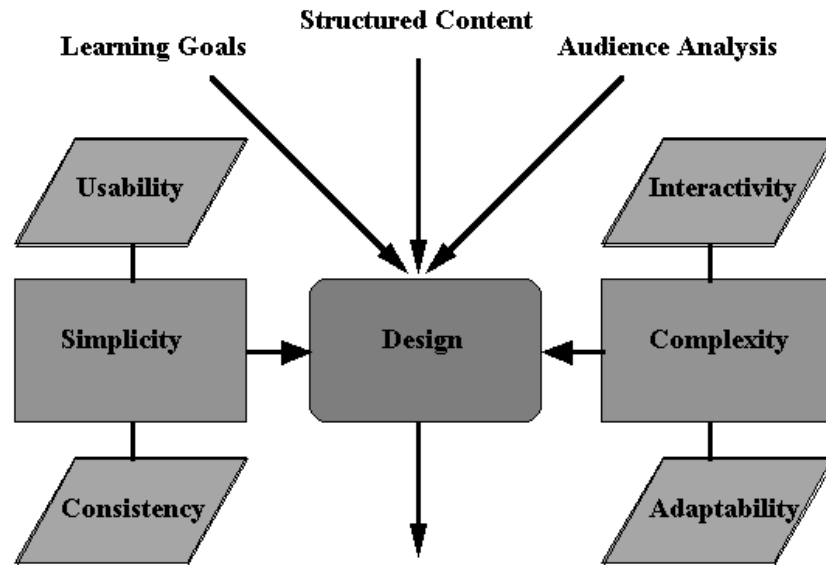 Structured Content
Learning Goals
Audience Analysis
Usability
Interactivity
Simplicity
Design
Complexity
Consistency
Adaptability